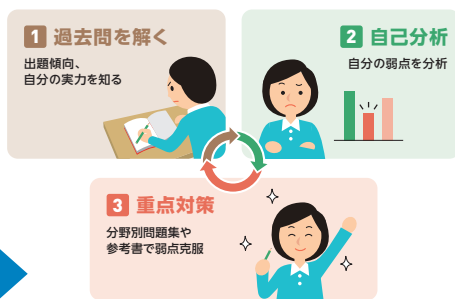 1 過去問を解く
出題傾向、
自分の実力を知る
2 自己分析
自分の弱点を分析
3 重点対策
分野別問題集や
参考書で弱点克服